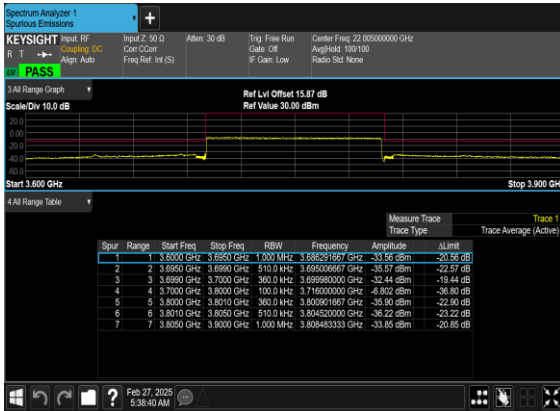 Spectrum Analyzer 1
Spurious Emissions
+
KEYSIGHT Input: RF Input Z: 50 Ω Atten: 30 dB Trig: Free Run Center Freq: 22.005000000 GHz
R T Coupling: DC Corr CCorr Gate: Off Avg|Hold: 100/100
Align: Auto Freq Ref: Int (S) IF Gain: Low Radio Std: None
PASS
3 All Range Graph
Ref Lvl Offset 15.87 dB
Scale/Div 10.0 dB Ref Value 30.00 dBm
20.0
10.0
0.00
-20.0
-40.0
-60.0
Start 3.600 GHz Stop 3.900 GH
4 All Range Table
Measure Trace Trace 1
Trace Type Trace Average (Active)
Spur Range Start Freq Stop Freq RBW Frequency Amplitude ΔLimit
1 1 3.6000 GHz 3.6950 GHz 1.000 MHz 3.686291667 GHz -33.56 dBm -20.56 dB
2 2 3.6950 GHz 3.6990 GHz 510.0 kHz 3.695006667 GHz -35.57 dBm -22.57 dB
3 3 3.6990 GHz 3.7000 GHz 360.0 kHz 3.699980000 GHz -32.44 dBm -19.44 dB
4 4 3.7000 GHz 3.8000 GHz 100.0 kHz 3.716000000 GHz -6.802 dBm -36.80 dB
5 5 3.8000 GHz 3.8010 GHz 360.0 kHz 3.800901667 GHz -35.90 dBm -22.90 dB
6 6 3.8010 GHz 3.8050 GHz 510.0 kHz 3.804520000 GHz -36.22 dBm -23.22 dB
7 7 3.8050 GHz 3.9000 GHz 1.000 MHz 3.808483333 GHz -33.85 dBm -20.85 dB
? Feb 27, 2025
5:38:40 AM